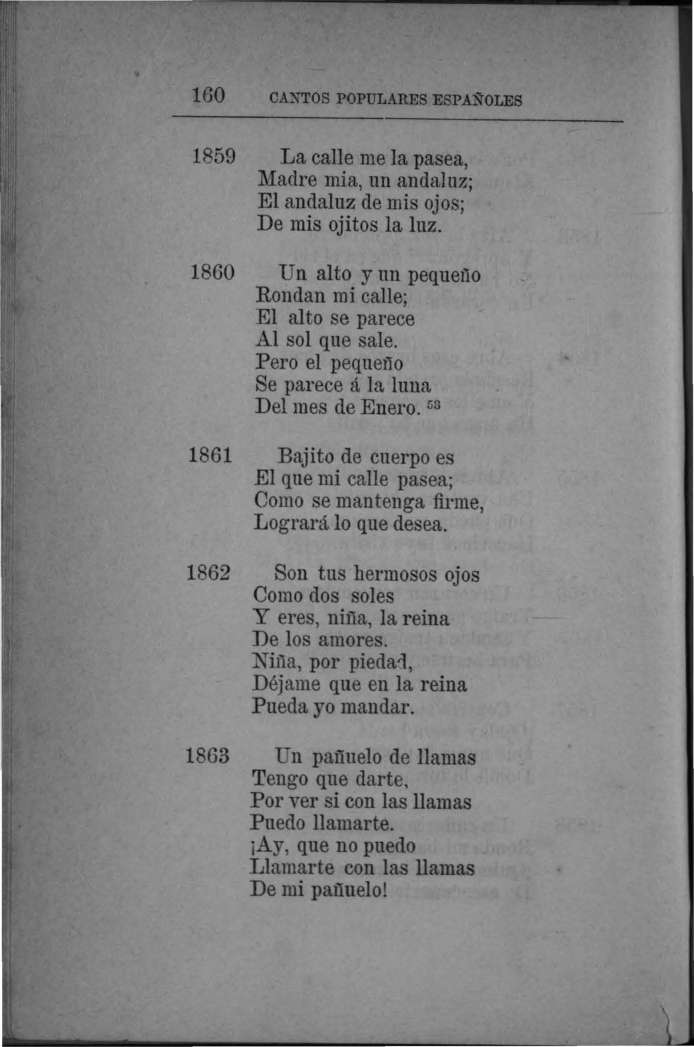 160 CANTOS POPULARES ESPAÑOLES
1859 La calle me la pasea,
Madre mia, un andaluz;
El andaluz de mis ojos;
De mis ojitos la luz.
1860 Un alto y un pequeño
Rondan mi calle;
El alto se parece
Al sol que sale.
Pero el pequeño
Se parece á la luna
Del mes de Enero. 53
1861 Bajito de cuerpo es
El que mi calle pasea;
Como se mantenga firme,
Logrará lo que desea.
1862 Son tus hermosos ojos
Como dos soles
Y eres, niña, la reina
De los amores.
Niña, por piedad,
Déjame que en la reina
Pueda yo mandar.
1863 Un pañuelo de llamas
Tengo que darte,
Por ver si con las llamas
Puedo llamarte.
¡Ay, que no puedo
Llamarte con las llamas
De mi pañuelo!